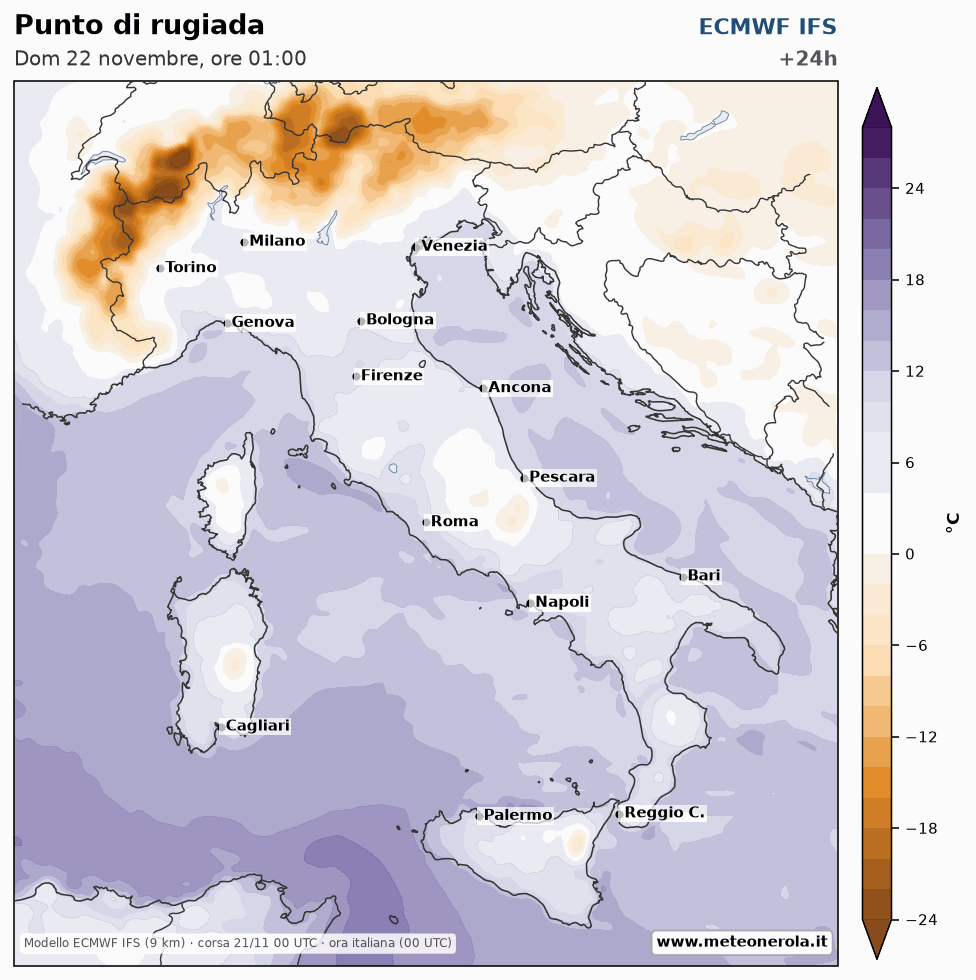 Punto di rugiada
ECMWF IFS
Dom 22 novembre, ore 01:00
+24h
Milano
Venezia
Torino
Genova
Bologna
Firenze
Ancona
Pescara
Roma
Bari
Napoli
Cagliari
Palermo
Reggio C.
24
18
12
6
0
−6
−12
−18
−24
°C
Modello ECMWF IFS (9 km) · corsa 21/11 00 UTC · ora italiana (00 UTC)
www.meteonerola.it